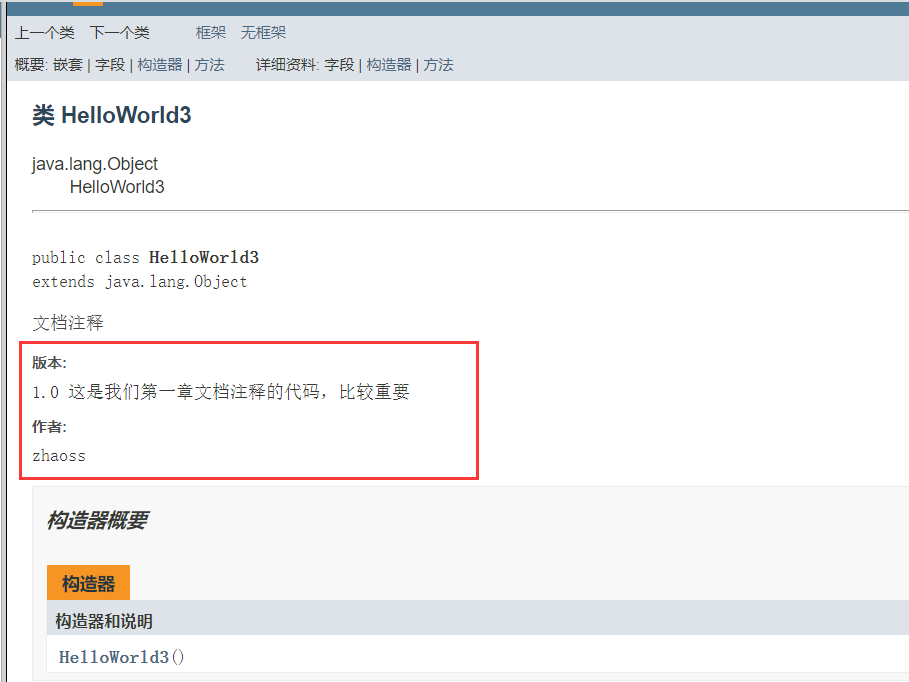 上一个类 下一个类 框架 无框架
概要: 嵌套 | 字段 | 构造器 | 方法 详细资料: 字段 | 构造器 | 方法
类 HelloWorld3
java.lang.Object
HelloWorld3
public class HelloWorld3
extends java.lang.Object
文档注释
版本:
1.0 这是我们第一章文档注释的代码，比较重要
作者:
zhaoss
构造器概要
构造器
构造器和说明
HelloWorld3()